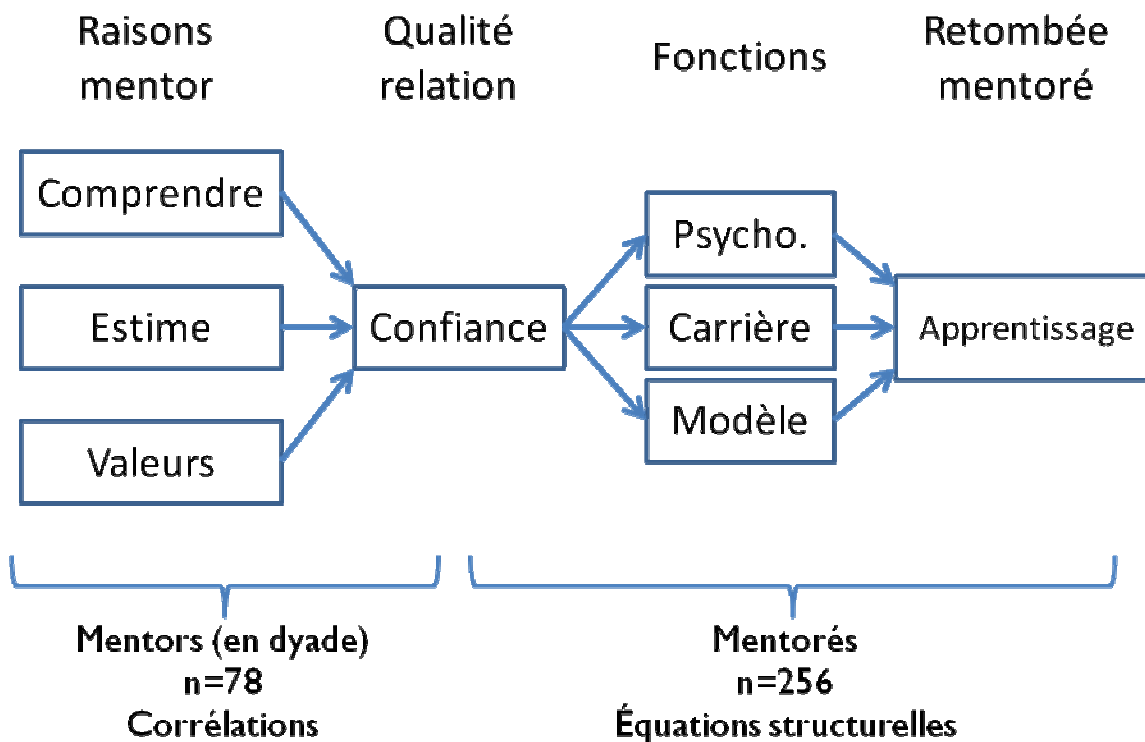 Raisons
mentor
Qualité
relation
Fonctions
Retombée
mentoré
Comprendre
Estime
Valeurs
Confiance
Psycho.
Carrière
Modèle
Apprentissage
Mentors (en dyade)
n=78
Corrélations
Mentorés
n=256
Équations structurelles